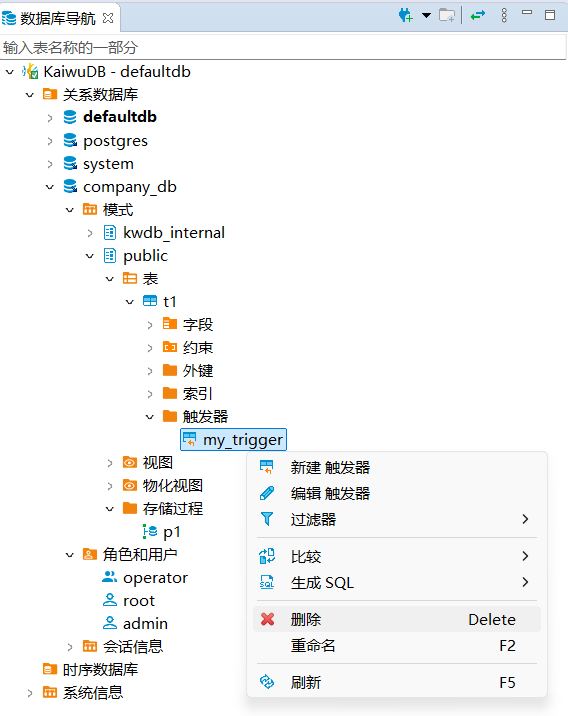 数据库导航
输入表名称的一部分
KaiwuDB - defaultdb
关系数据库
defaultdb
postgres
system
company_db
模式
kwdb_internal
public
表
t1
字段
约束
外键
索引
触发器
my_trigger
视图
物化视图
存储过程
p1
角色和用户
operator
root
admin
会话信息
时序数据库
系统信息
新建 触发器
编辑 触发器
过滤器
比较
生成 SQL
删除 Delete
重命名 F2
刷新 F5